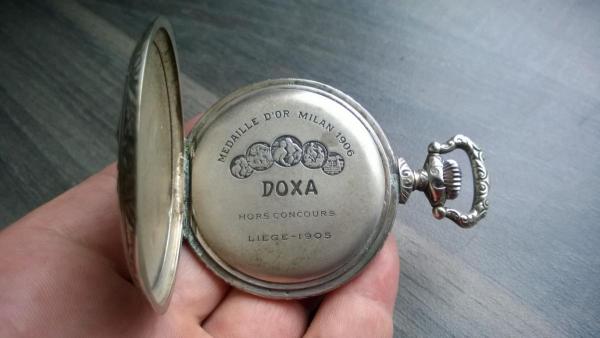 MEDAILLE D'OR MILAN 1906
DOXA
HORS CONCOURS
LIEGE-1905